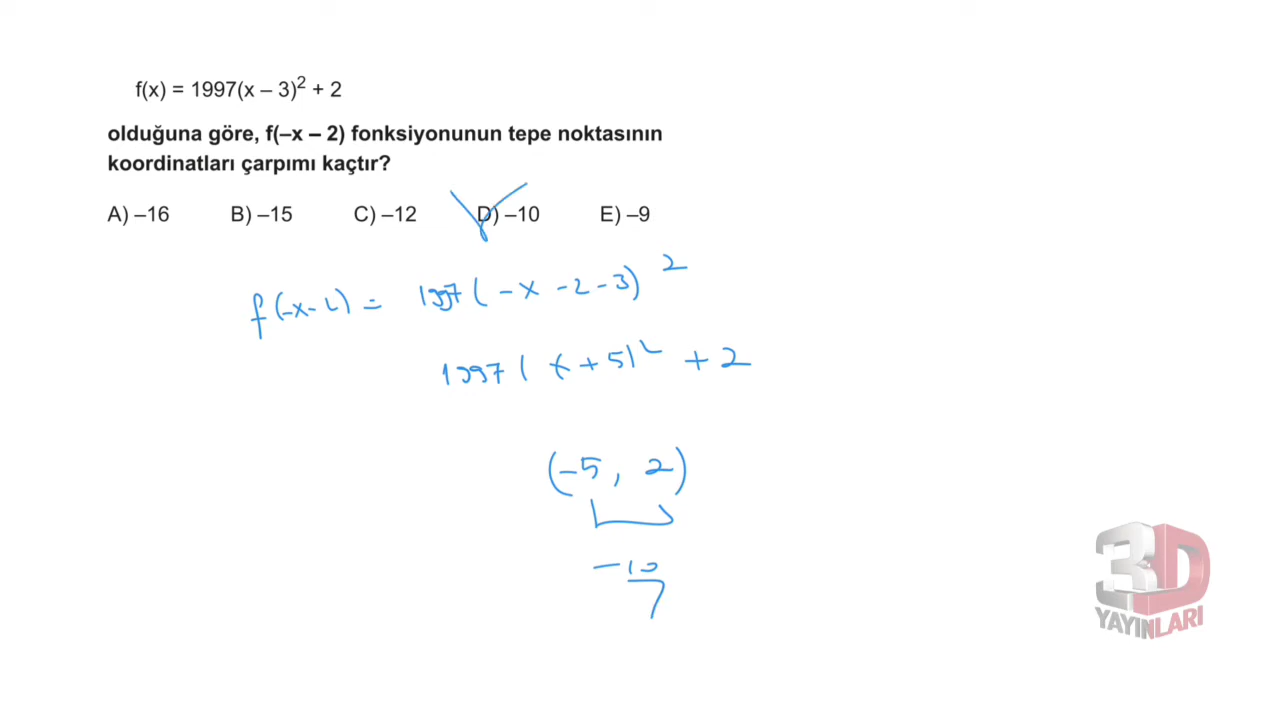 f(x) = 1997(x – 3)² + 2
olduğuna göre, f(–x – 2) fonksiyonunun tepe noktasının
koordinatları çarpımı kaçtır?
A) –16 B) –15 C) –12 D) –10 E) –9
f(-x-2) = 1997(-x-2-3)²
1997(x+5)² + 2
(-5, 2)
-10
3D
YAYINLARI